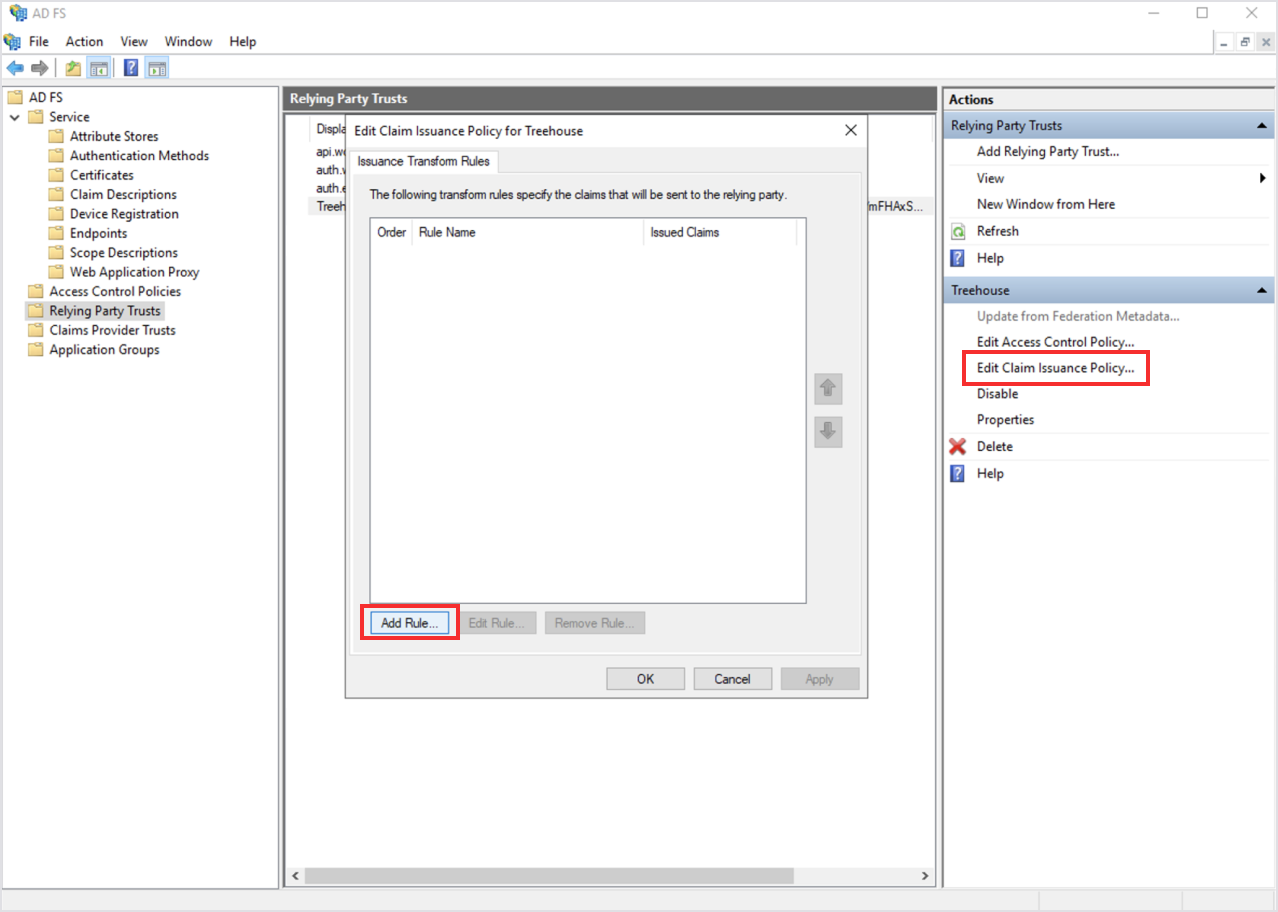 AD FS
File Action View Window Help
AD FS
Service
Attribute Stores
Authentication Methods
Certificates
Claim Descriptions
Device Registration
Endpoints
Scope Descriptions
Web Application Proxy
Access Control Policies
Relying Party Trusts
Claims Provider Trusts
Application Groups
Relying Party Trusts
Displa
api.wo
auth.
auth.e
Treeh
mFHAxS...
Edit Claim Issuance Policy for Treehouse
Issuance Transform Rules
The following transform rules specify the claims that will be sent to the relying party.
Order Rule Name Issued Claims
Add Rule... Edit Rule... Remove Rule...
OK Cancel Apply
Actions
Relying Party Trusts
Add Relying Party Trust...
View
New Window from Here
Refresh
Help
Treehouse
Update from Federation Metadata...
Edit Access Control Policy...
Edit Claim Issuance Policy...
Disable
Properties
Delete
Help